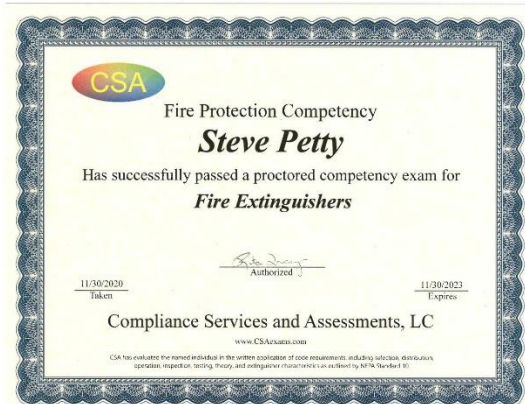 CSA
Fire Protection Competency
Steve Petty
Has successfully passed a proctored competency exam for
Fire Extinguishers
Authorized
11/30/2020
Taken
11/30/2023
Expires
Compliance Services and Assessments, LC
www.CSAexams.com
CSA has evaluated the named individual in the written application of code requirements, including selection, distribution,
operation, inspection, testing, theory, and extinguisher characteristics as outlined by NFPA Standard 10.